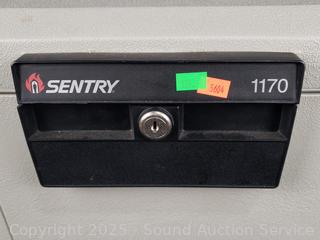 SENTRY
1170
5604
Copyright 2025 - Sound Auction Service